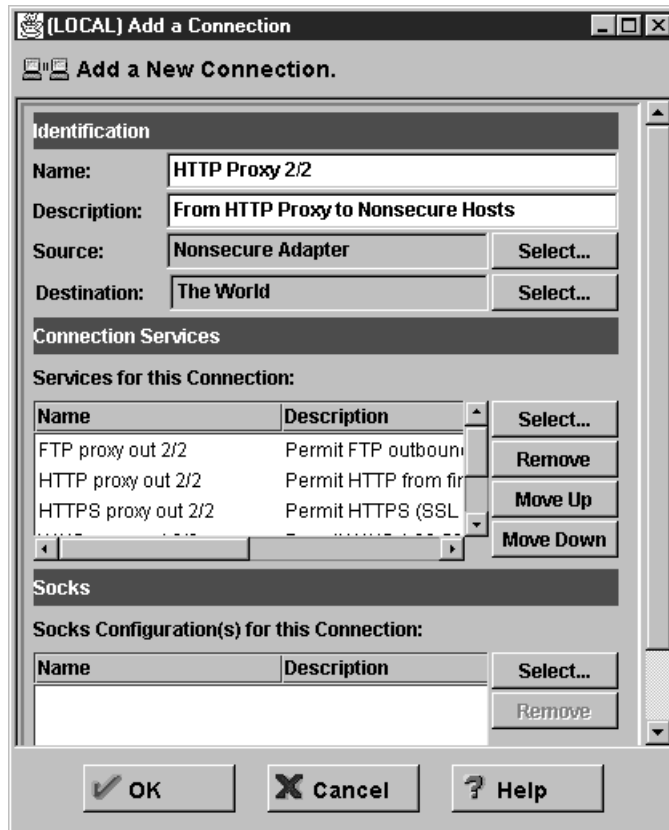 (LOCAL) Add a Connection
Add a New Connection.
Identification
Name: HTTP Proxy 2/2
Description: From HTTP Proxy to Nonsecure Hosts
Source: Nonsecure Adapter Select...
Destination: The World Select...
Connection Services
Services for this Connection:
Name Description Select...
FTP proxy out 2/2 Permit FTP outboun
HTTP proxy out 2/2 Permit HTTP from fir Remove
HTTPS proxy out 2/2 Permit HTTPS (SSL Move Up
Move Down
Socks
Socks Configuration(s) for this Connection:
Name Description Select...
Remove
OK Cancel Help